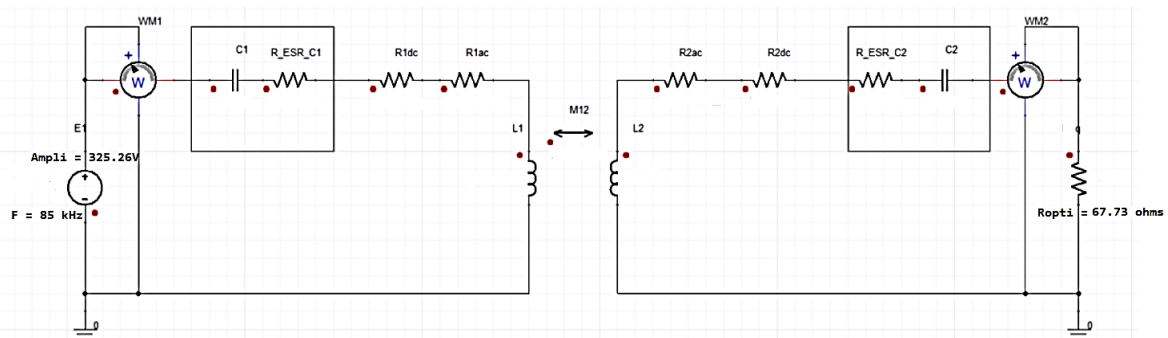 WM1
WM2
C1
R_ESR_C1
R1dc
R1ac
R2ac
R2dc
R_ESR_C2
C2
+
W
+
W
M12
E1
L1
L2
q
Ampli = 325.26V
+
-
F = 85 kHz
Ropti = 67.73 ohms
0
0